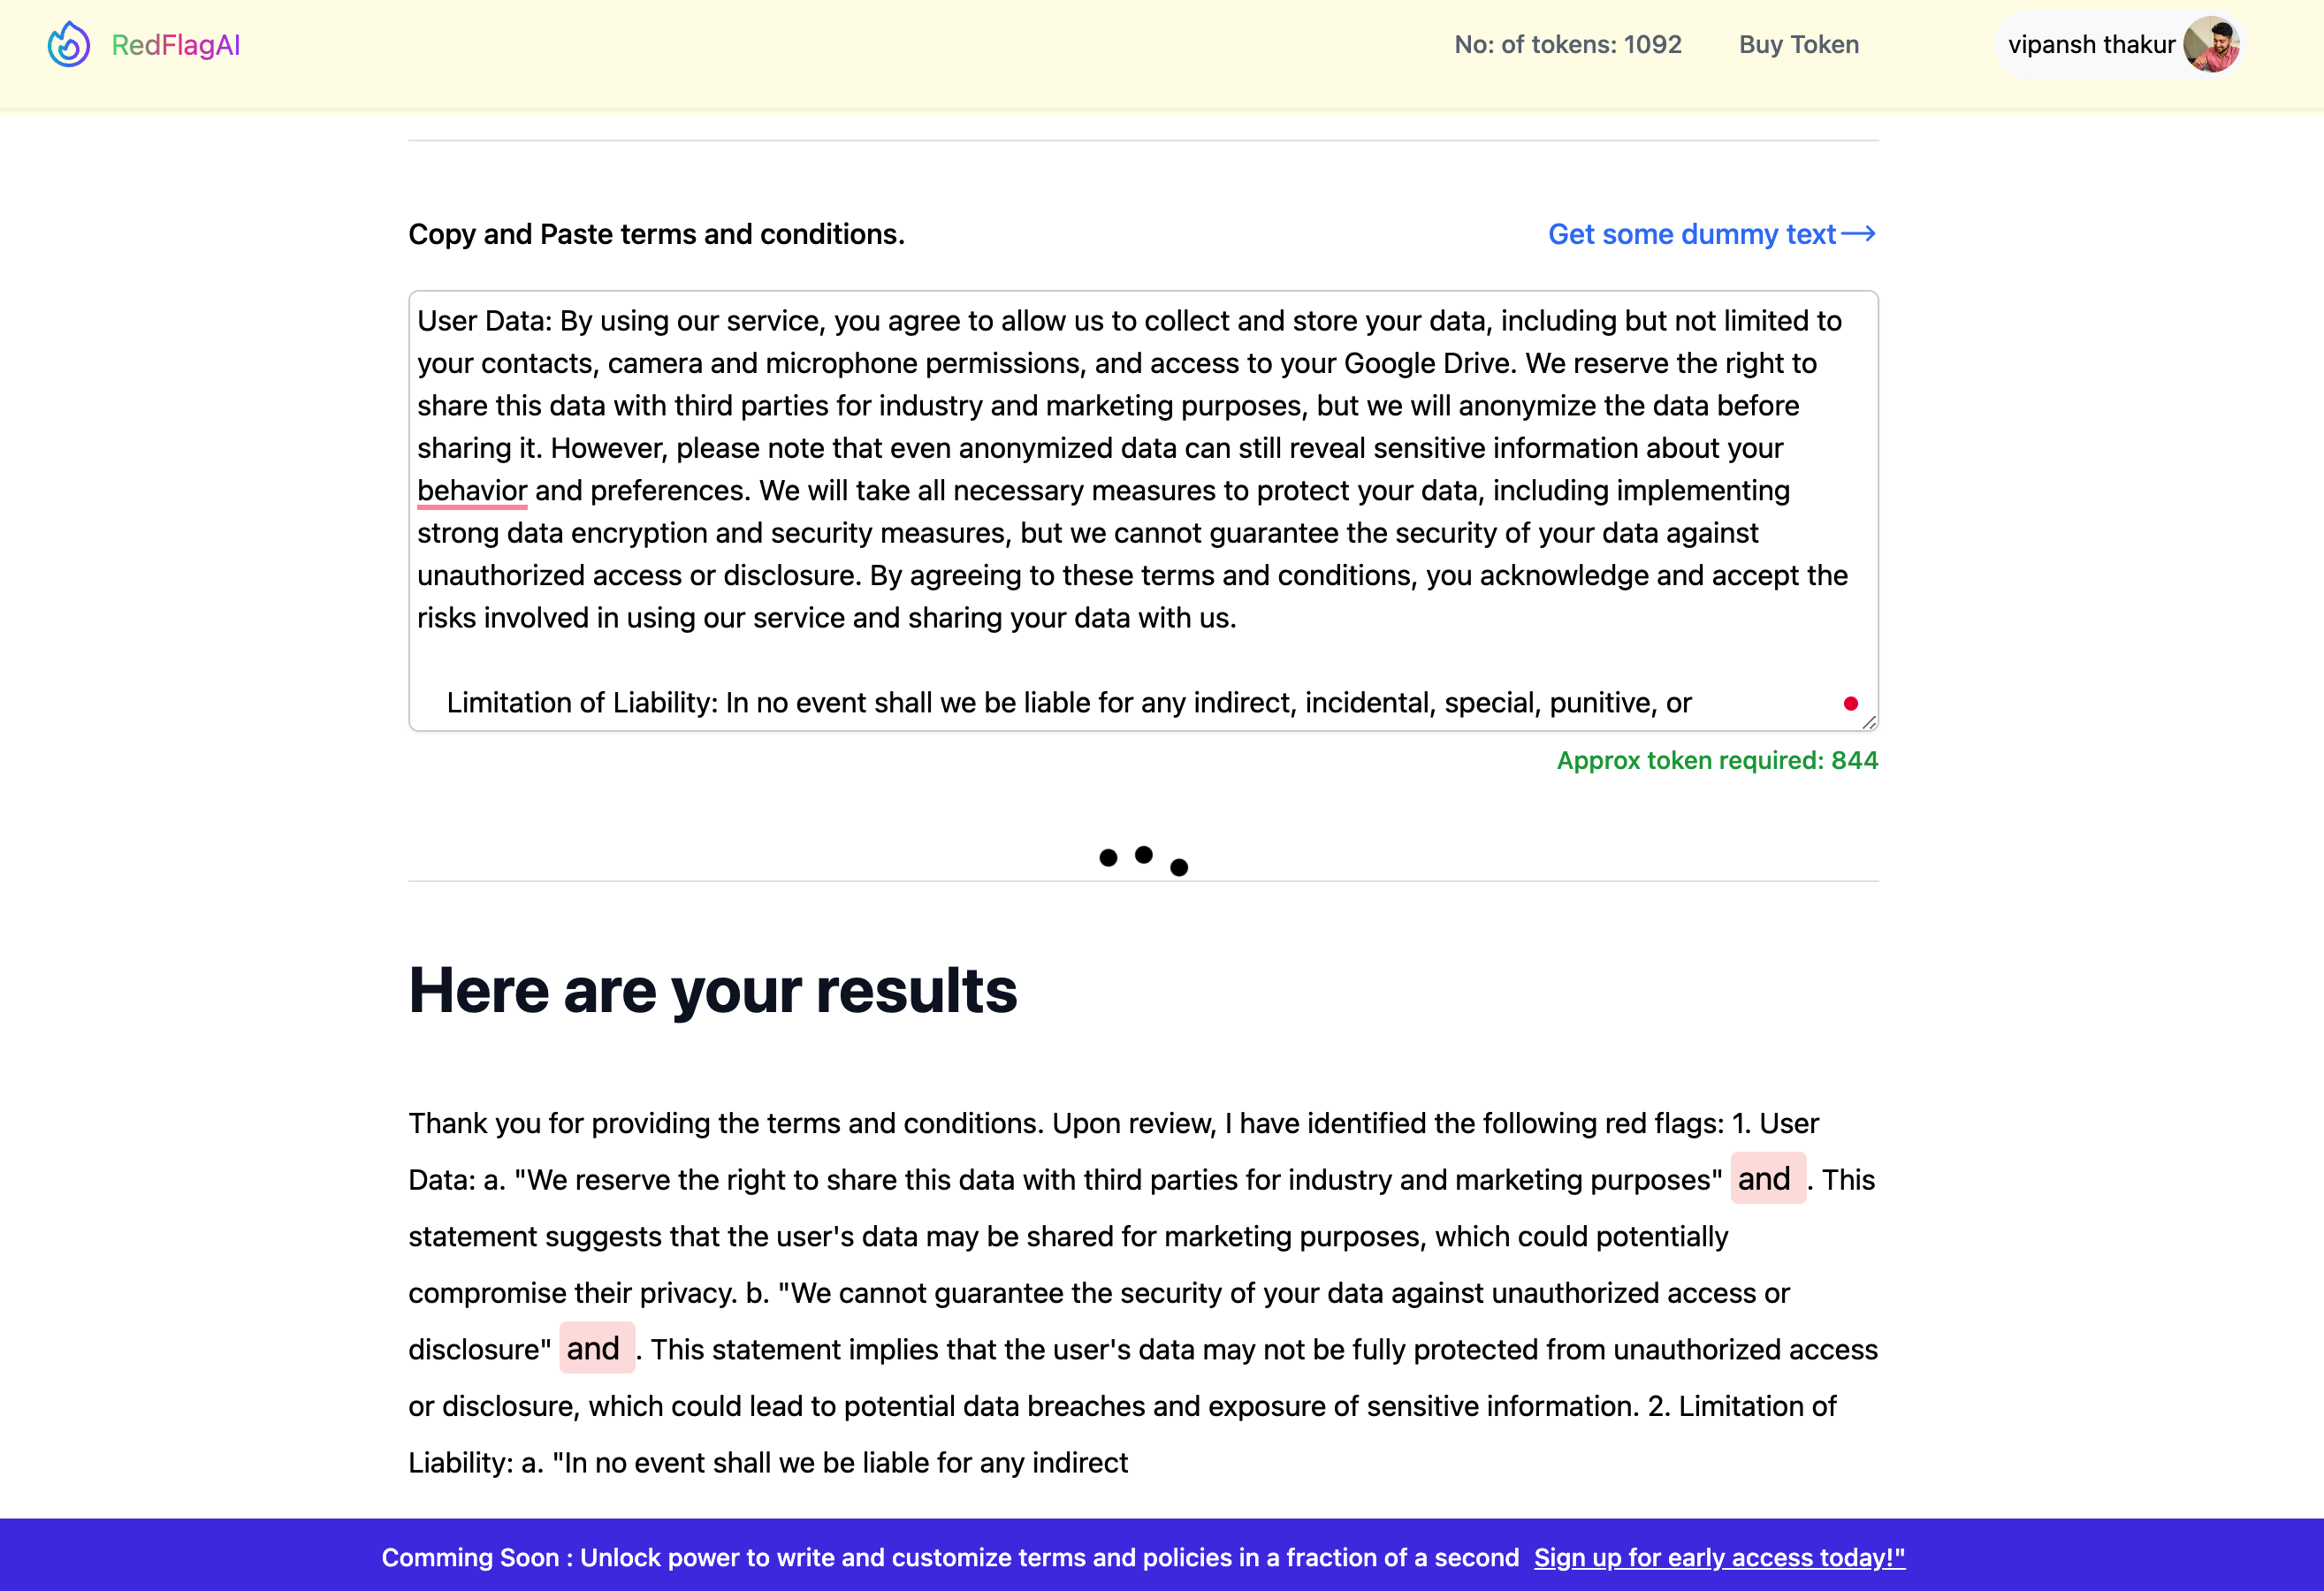 RedFlagAI
No: of tokens: 1092
Buy Token
vipansh thakur
Copy and Paste terms and conditions.
Get some dummy text
User Data: By using our service, you agree to allow us to collect and store your data, including but not limited to
your contacts, camera and microphone permissions, and access to your Google Drive. We reserve the right to
share this data with third parties for industry and marketing purposes, but we will anonymize the data before
sharing it. However, please note that even anonymized data can still reveal sensitive information about your
behavior and preferences. We will take all necessary measures to protect your data, including implementing
strong data encryption and security measures, but we cannot guarantee the security of your data against
unauthorized access or disclosure. By agreeing to these terms and conditions, you acknowledge and accept the
risks involved in using our service and sharing your data with us.
Limitation of Liability: In no event shall we be liable for any indirect, incidental, special, punitive, or
Approx token required: 844
Here are your results
Thank you for providing the terms and conditions. Upon review, I have identified the following red flags: 1. User
Data: a. "We reserve the right to share this data with third parties for industry and marketing purposes" and . This
statement suggests that the user's data may be shared for marketing purposes, which could potentially
compromise their privacy. b. "We cannot guarantee the security of your data against unauthorized access or
disclosure" and . This statement implies that the user's data may not be fully protected from unauthorized access
or disclosure, which could lead to potential data breaches and exposure of sensitive information. 2. Limitation of
Liability: a. "In no event shall we be liable for any indirect
Comming Soon : Unlock power to write and customize terms and policies in a fraction of a second Sign up for early access today!"